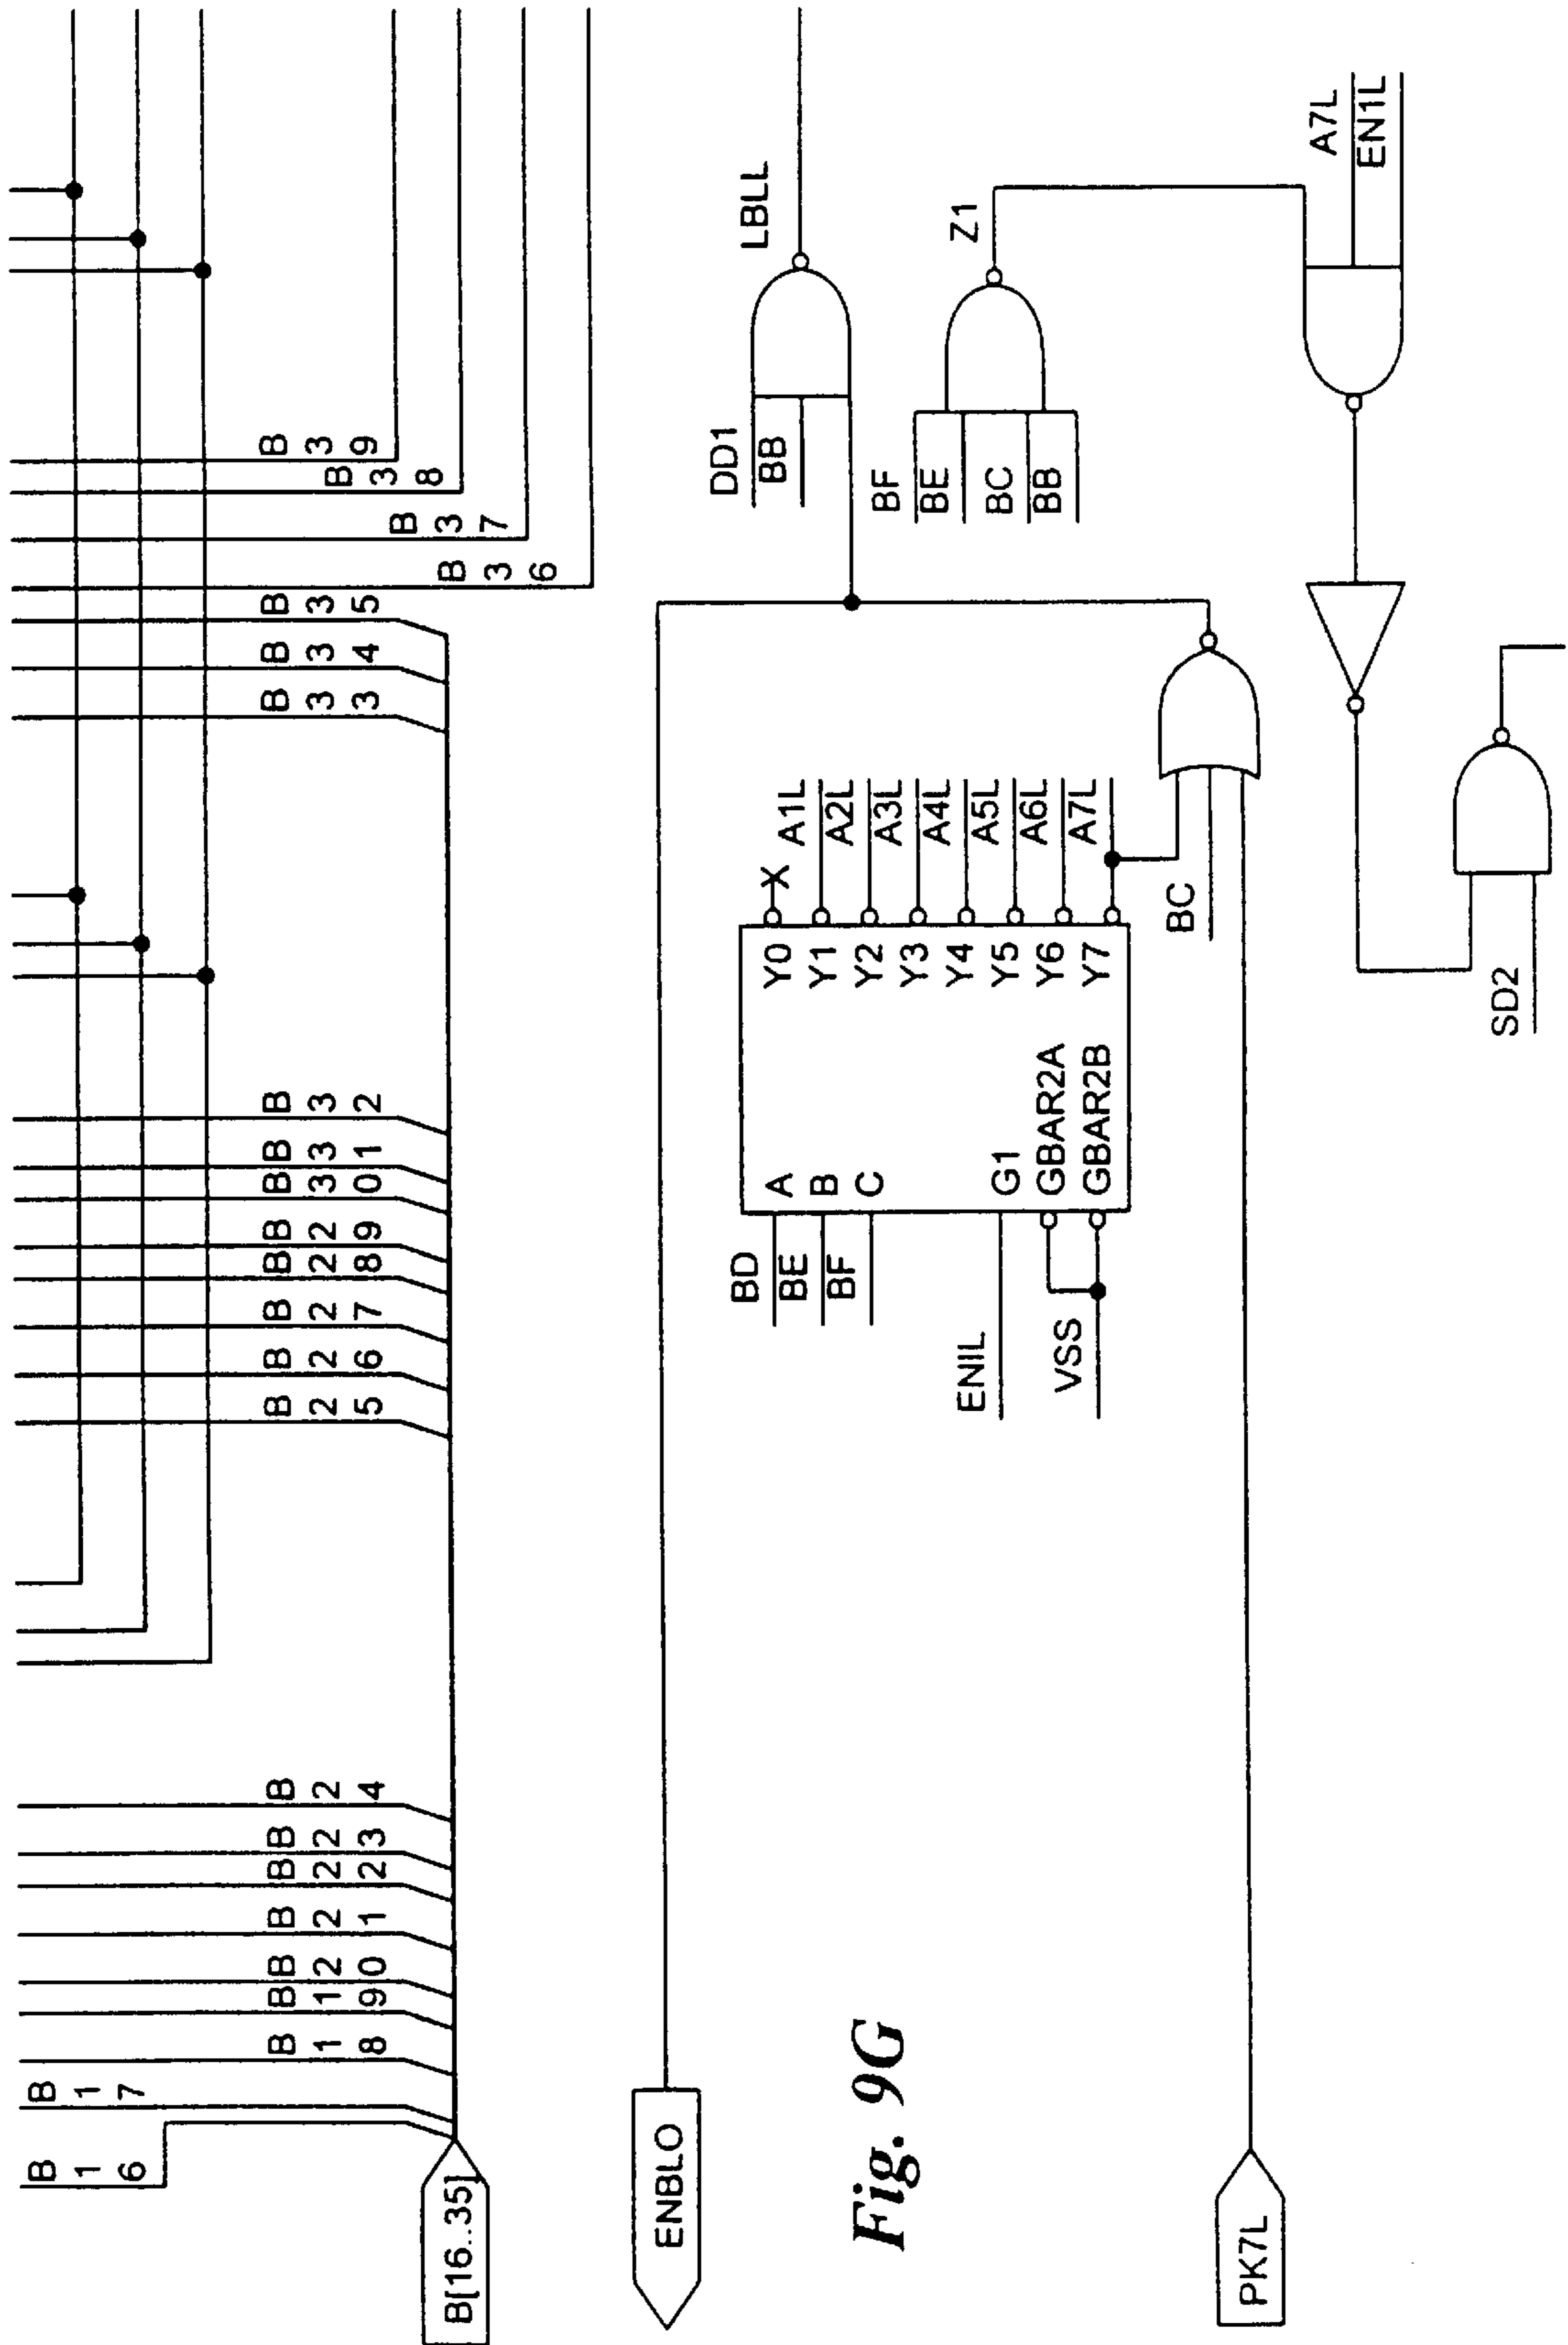 B16
B17
B18
B19
B20
B21
B22
B23
B24
B25
B26
B27
B28
B29
B30
B31
B32
B33
B34
B35
B36
B37
B38
B39
B[16..35]
ENBLO
DD1
BB
LBLL
BD
BE
BF
A
B
C
ENIL
G1
VSS
GBAR2A
GBAR2B
Y0
Y1
Y2
Y3
Y4
Y5
Y6
Y7
X
A1L
A2L
A3L
A4L
A5L
A6L
A7L
BF
BE
BC
BB
Z1
Fig. 9G
BC
PK7L
A7L
EN1L
SD2